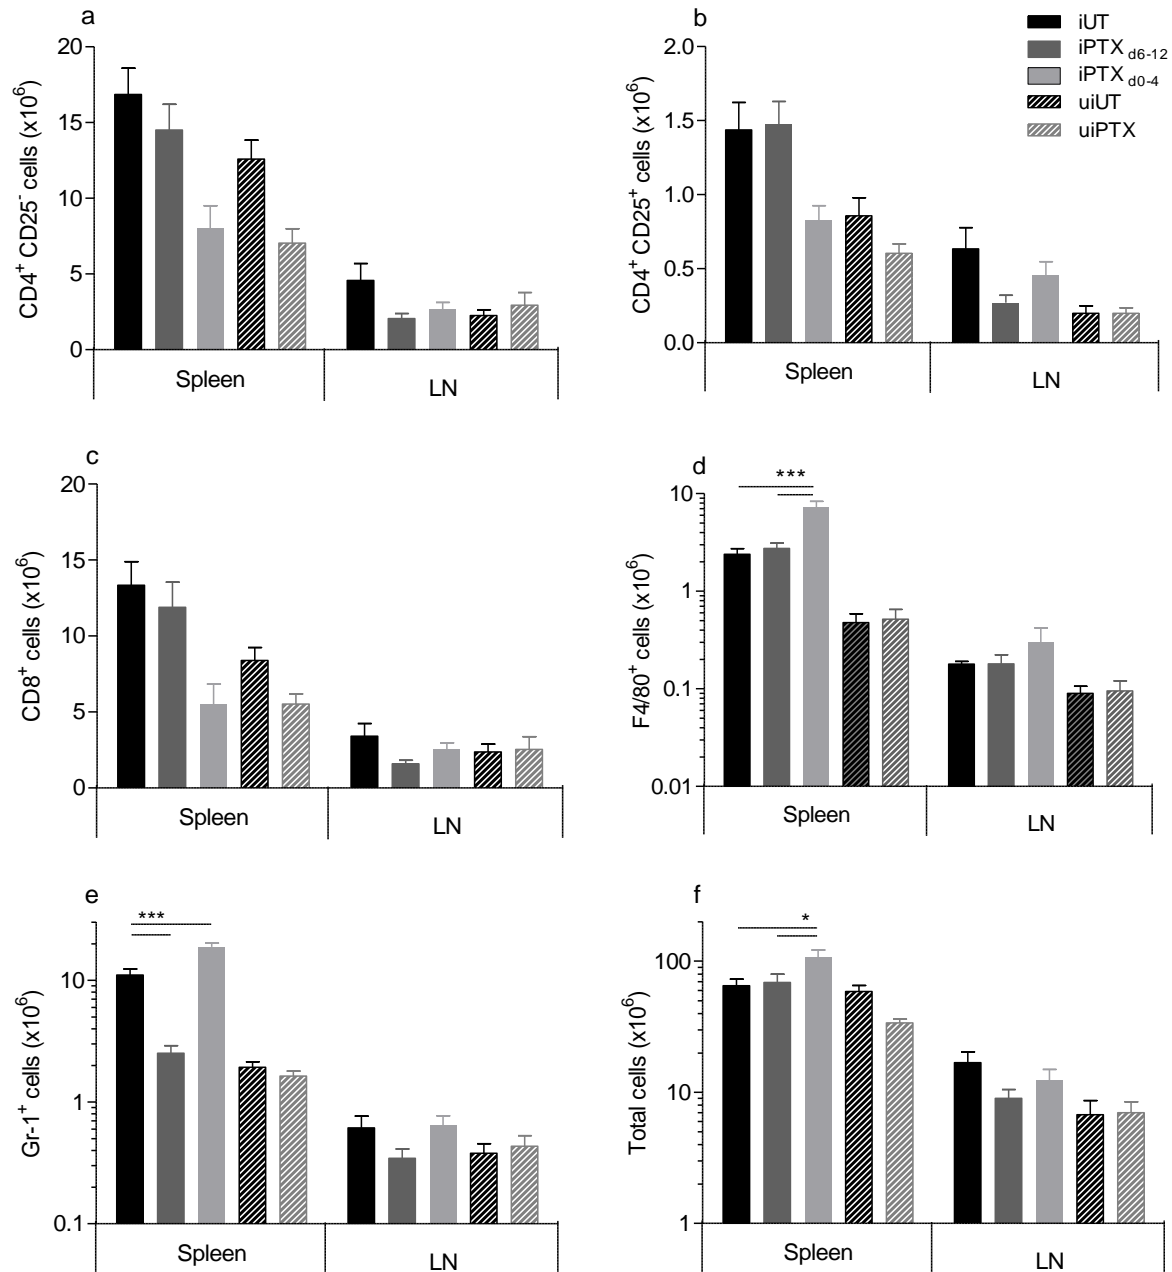 a
CD4+ CD25- cells (x10^6)
20
15
10
5
0
Spleen
LN
b
CD4+ CD25+ cells (x10^6)
2.0
1.5
1.0
0.5
0.0
Spleen
LN
iUT
iPTX d6-12
iPTX d0-4
uiUT
uiPTX
c
CD8+ cells (x10^6)
20
15
10
5
0
Spleen
LN
d
***
F4/80+ cells (x10^6)
10
1
0.1
0.01
Spleen
LN
e
***
Gr-1+ cells (x10^6)
10
1
0.1
Spleen
LN
f
*
Total cells (x10^6)
100
10
1
Spleen
LN